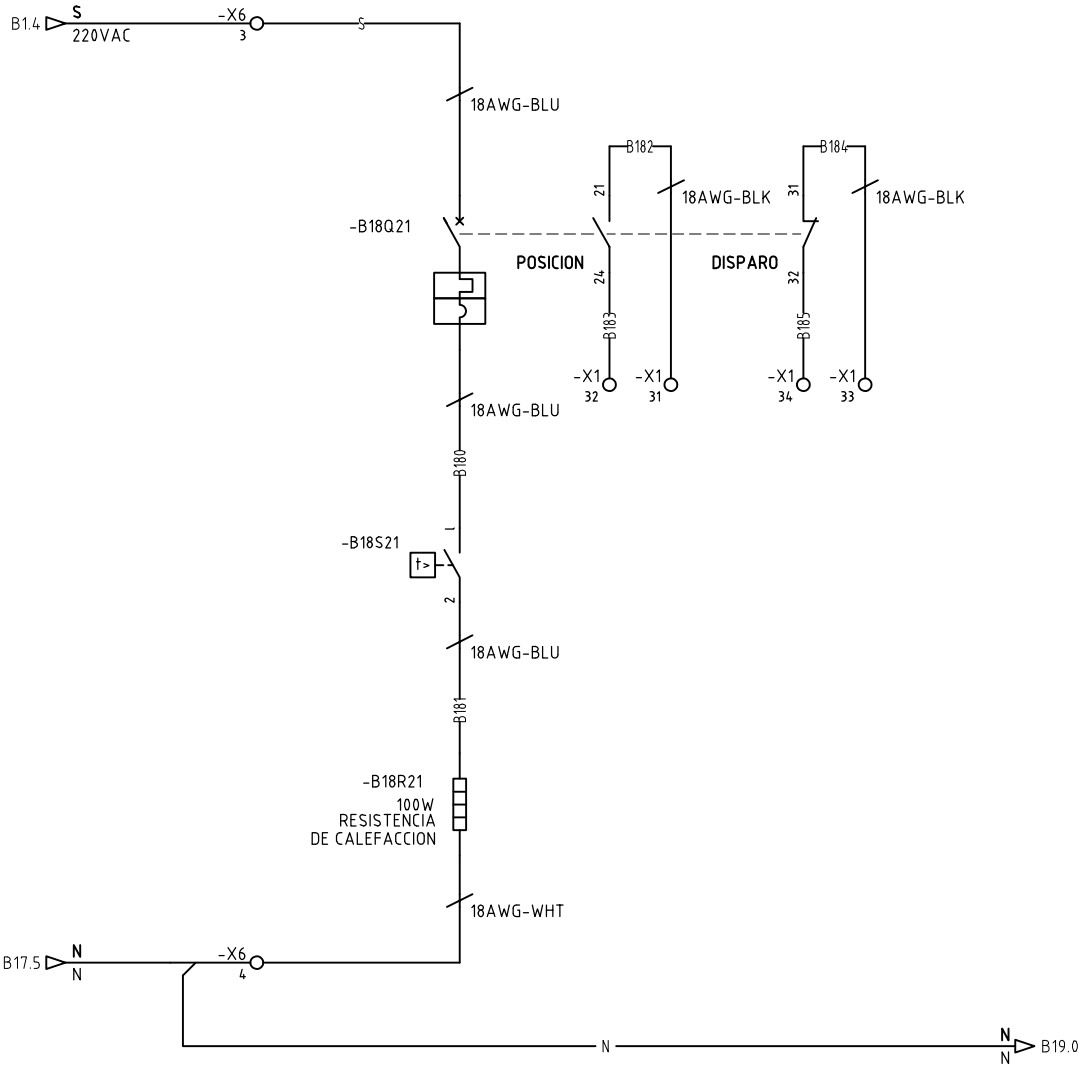 S
B1.4
220VAC
-X6
3
S
18AWG-BLU
B182
B184
21
18AWG-BLK
31
18AWG-BLK
-B18Q21
POSICION
DISPARO
24
32
B183
B185
-X1
32
-X1
31
-X1
34
-X1
33
18AWG-BLU
B180
1
-B18S21
t>
2
18AWG-BLU
B181
-B18R21
100W
RESISTENCIA
DE CALEFACCION
18AWG-WHT
N
B17.5
N
-X6
4
N
N
B19.0
N